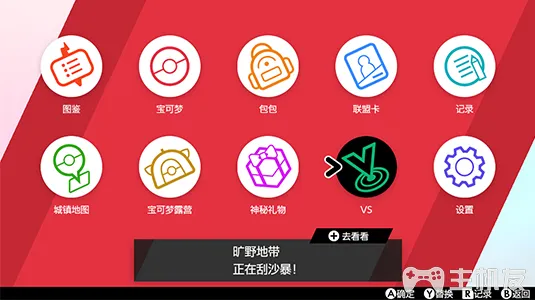 图鉴
宝可梦
包包
联盟卡
记录
城镇地图
宝可梦露营
神秘礼物
VS
设置
+去看看
旷野地带
正在刮沙暴!
A确定 Y替换 R记录 B返回
主机侠